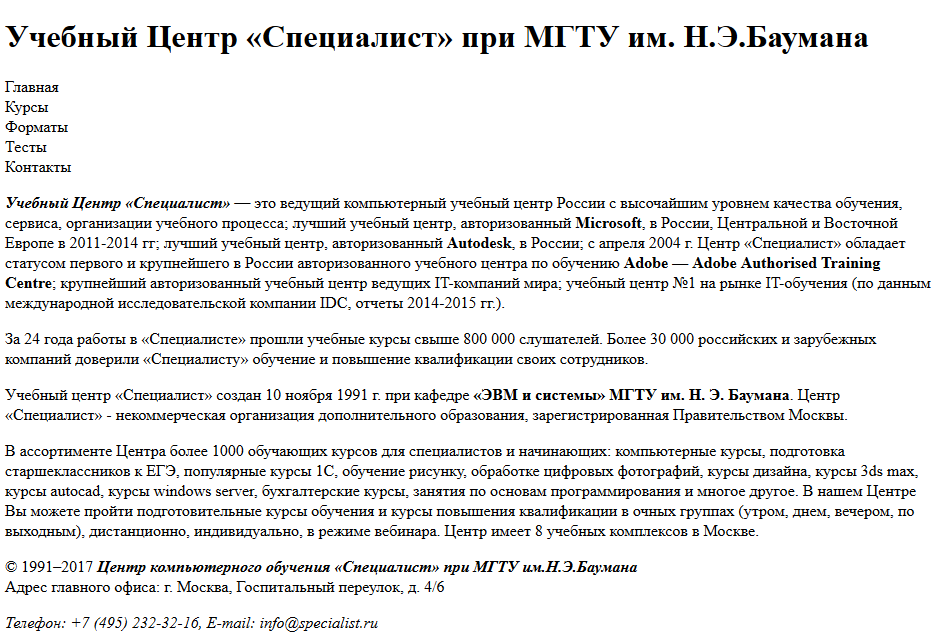 Учебный Центр «Специалист» при МГТУ им. Н.Э.Баумана
Главная
Курсы
Форматы
Тесты
Контакты
Учебный Центр «Специалист» — это ведущий компьютерный учебный центр России с высочайшим уровнем качества обучения,
сервиса, организации учебного процесса; лучший учебный центр, авторизованный Microsoft, в России, Центральной и Восточной
Европе в 2011-2014 гг; лучший учебный центр, авторизованный Autodesk, в России; с апреля 2004 г. Центр «Специалист» обладает
статусом первого и крупнейшего в России авторизованного учебного центра по обучению Adobe — Adobe Authorised Training
Centre; крупнейший авторизованный учебный центр ведущих IT-компаний мира; учебный центр №1 на рынке IT-обучения (по данным
международной исследовательской компании IDC, отчеты 2014-2015 гг.).
За 24 года работы в «Специалисте» прошли учебные курсы свыше 800 000 слушателей. Более 30 000 российских и зарубежных
компаний доверили «Специалисту» обучение и повышение квалификации своих сотрудников.
Учебный центр «Специалист» создан 10 ноября 1991 г. при кафедре «ЭВМ и системы» МГТУ им. Н. Э. Баумана. Центр
«Специалист» - некоммерческая организация дополнительного образования, зарегистрированная Правительством Москвы.
В ассортименте Центра более 1000 обучающих курсов для специалистов и начинающих: компьютерные курсы, подготовка
старшеклассников к ЕГЭ, популярные курсы 1С, обучение рисунку, обработке цифровых фотографий, курсы дизайна, курсы 3ds max,
курсы autocad, курсы windows server, бухгалтерские курсы, занятия по основам программирования и многое другое. В нашем Центре
Вы можете пройти подготовительные курсы обучения и курсы повышения квалификации в очных группах (утром, днем, вечером, по
выходным), дистанционно, индивидуально, в режиме вебинара. Центр имеет 8 учебных комплексов в Москве.
© 1991–2017 Центр компьютерного обучения «Специалист» при МГТУ им.Н.Э.Баумана
Адрес главного офиса: г. Москва, Госпитальный переулок, д. 4/6
Телефон: +7 (495) 232-32-16, E-mail: info@specialist.ru